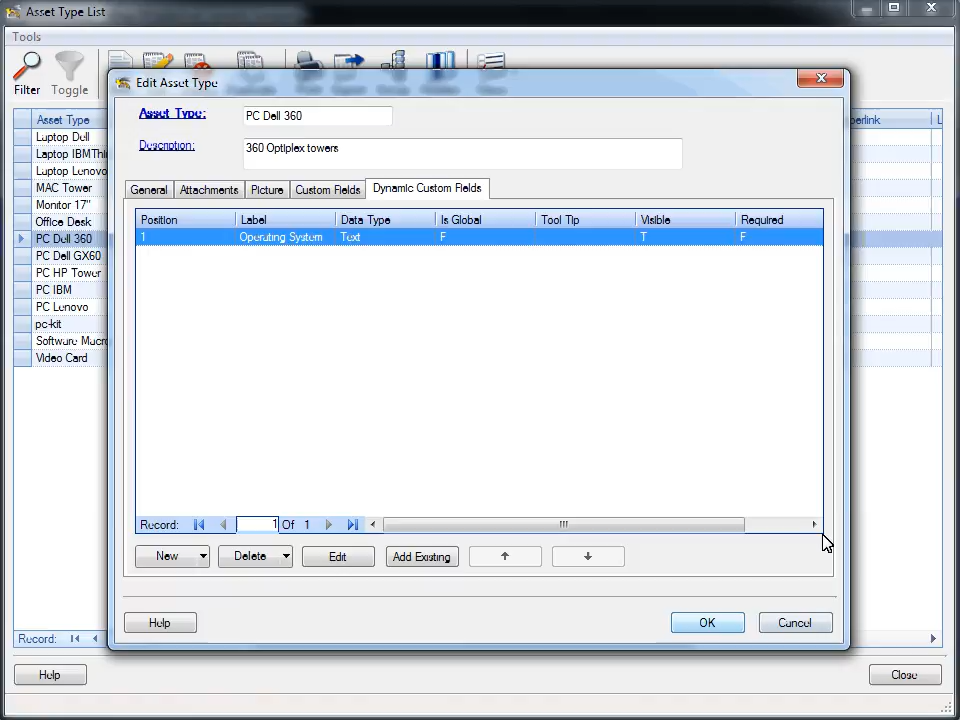 Asset Type List
Tools
Filter
Toggle
Asset Type
Laptop Dell
Laptop IBMThi
Laptop Lenovo
MAC Tower
Monitor 17"
Office Desk
PC Dell 360
PC Dell GX60
PC HP Tower
PC IBM
PC Lenovo
pc-kit
Software Macro
Video Card
Record:
Help
Close
Edit Asset Type
Asset Type:
PC Dell 360
Description:
360 Optiplex towers
General Attachments Picture Custom Fields Dynamic Custom Fields
Position Label Data Type Is Global Tool Tip Visible Required
1 Operating System Text F T F
Record: 1 Of 1
New Delete Edit Add Existing
Help OK Cancel